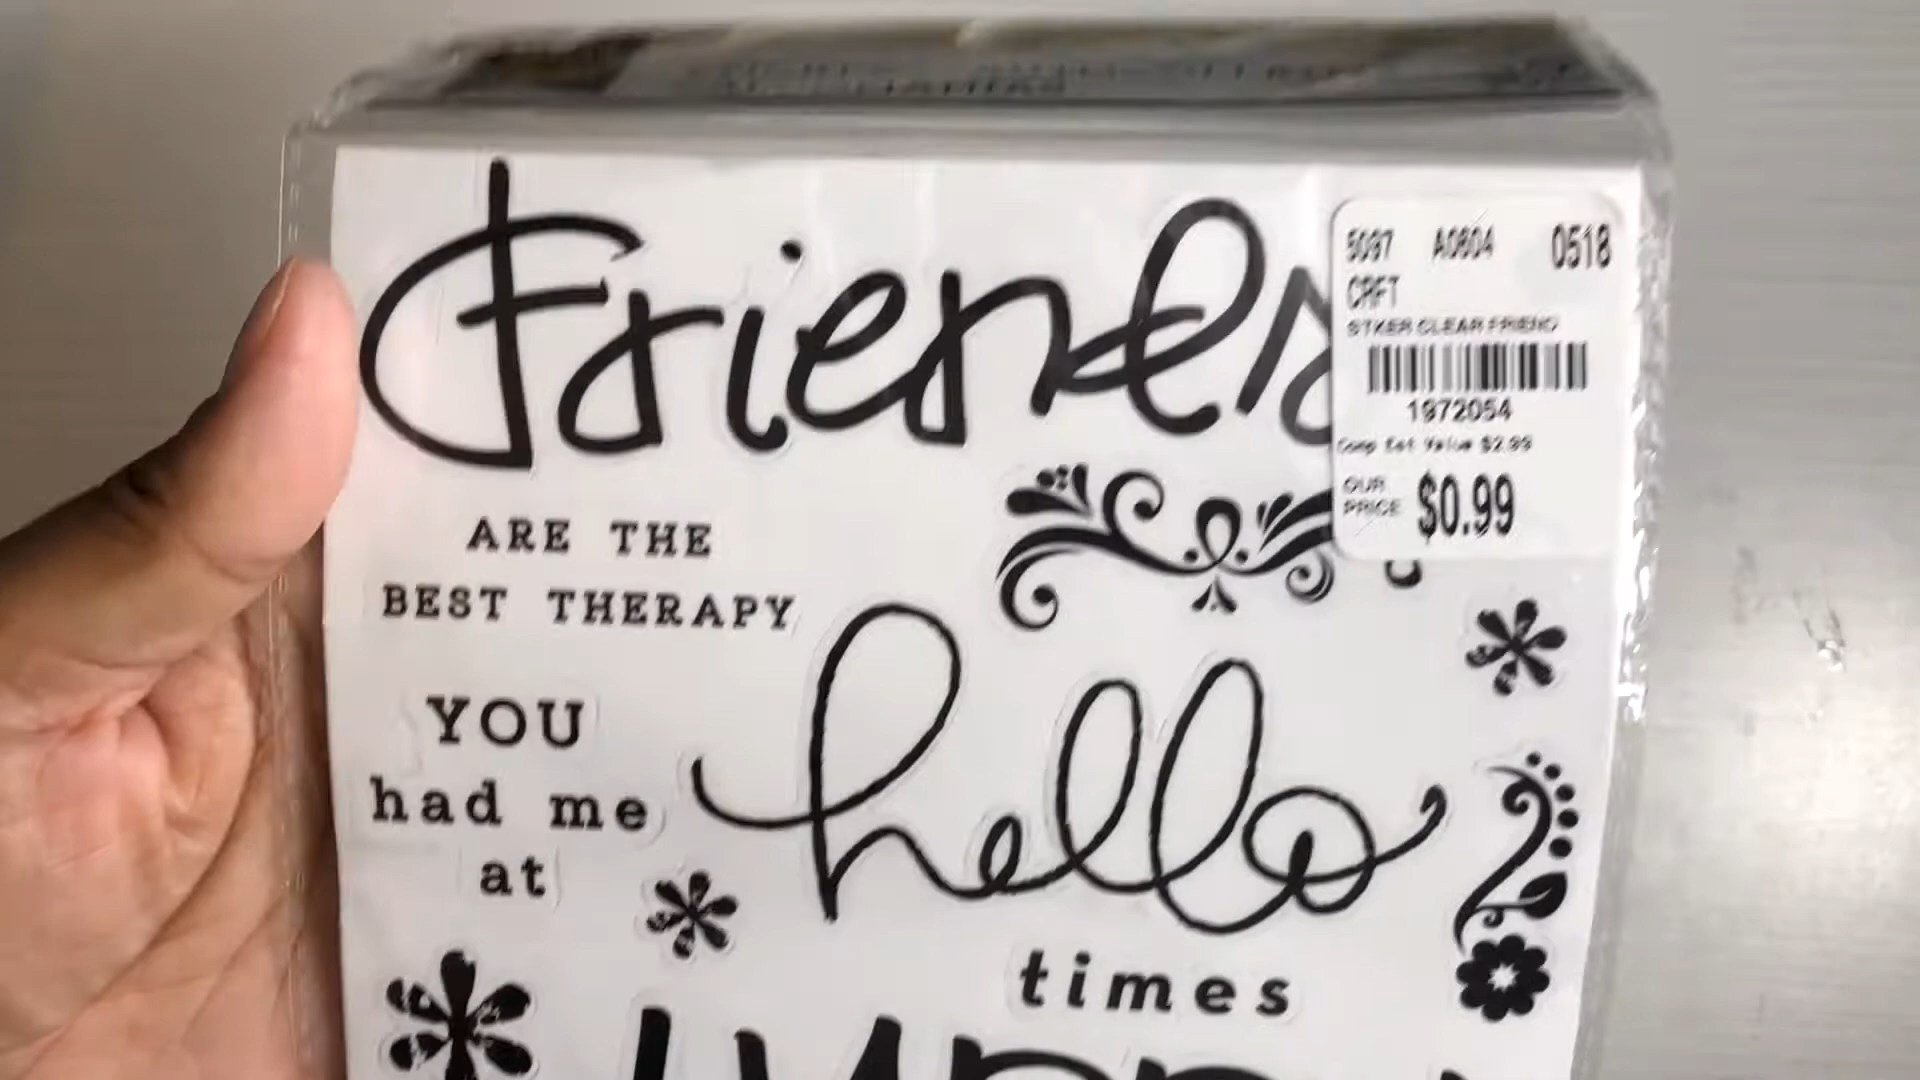 Friends
5097 A0604 0518
CRFT
STKER CLEAR FRIEND
1972054
Comp Est Value $2.99
OUR PRICE $0.99
ARE THE
BEST THERAPY
YOU
had me
at
hello
times